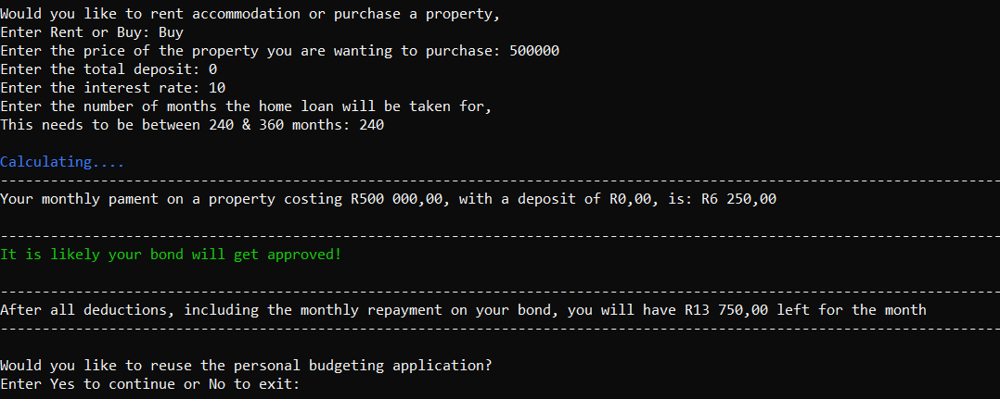 Would you like to rent accommodation or purchase a property,
Enter Rent or Buy: Buy
Enter the price of the property you are wanting to purchase: 500000
Enter the total deposit: 0
Enter the interest rate: 10
Enter the number of months the home loan will be taken for,
This needs to be between 240 & 360 months: 240
Calculating....
------------------------------------------------------------------------------------------------------------------------
Your monthly pament on a property costing R500 000,00, with a deposit of R0,00, is: R6 250,00
------------------------------------------------------------------------------------------------------------------------
It is likely your bond will get approved!
------------------------------------------------------------------------------------------------------------------------
After all deductions, including the monthly repayment on your bond, you will have R13 750,00 left for the month
------------------------------------------------------------------------------------------------------------------------
Would you like to reuse the personal budgeting application?
Enter Yes to continue or No to exit: